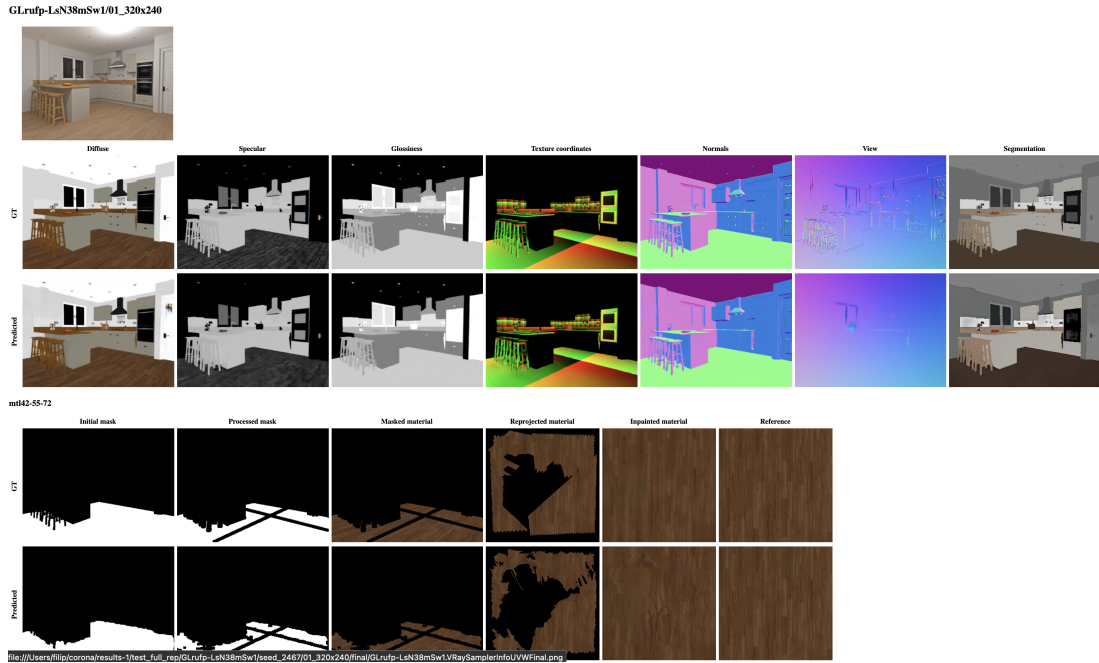 GLrufp-LsN38mSw1/01_320x240
Diffuse Specular Glossiness Texture coordinates Normals View Segmentation
GT
Predicted
mtl42-55-72
Initial mask Processed mask Masked material Reprojected material Inpainted material Reference
GT
Predicted
file:///Users/filip/corona/results-1/test_full_rep/GLrufp-LsN38mSw1/seed_2467/01_320x240/final/GLrufp-LsN38mSw1.VRaySamplerInfoUVWFinal.png